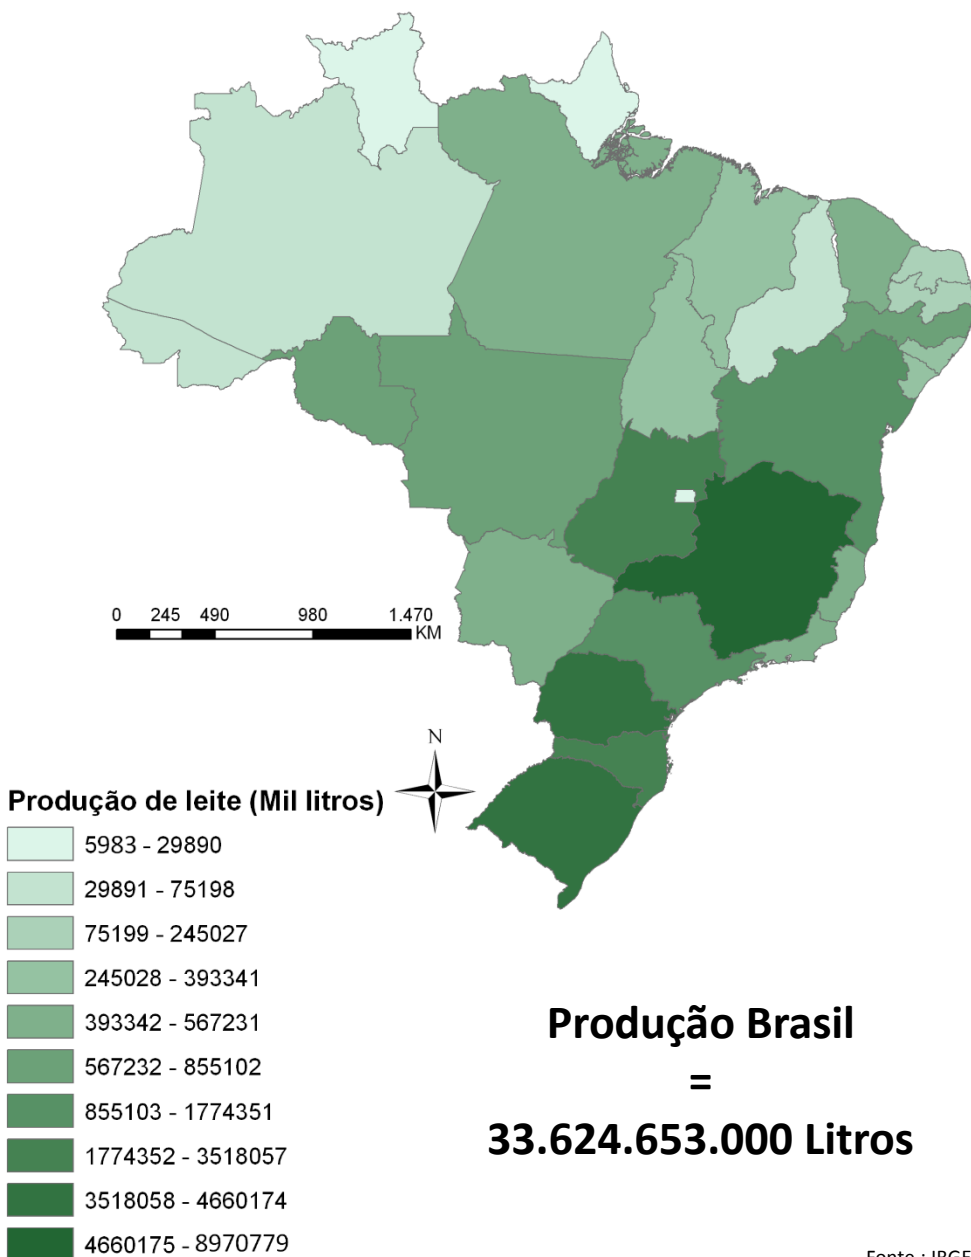 0 245 490 980 1.470
KM
N
Produção de leite (Mil litros)
5983 - 29890
29891 - 75198
75199 - 245027
245028 - 393341
393342 - 567231
567232 - 855102
855103 - 1774351
1774352 - 3518057
3518058 - 4660174
4660175 - 8970779
Produção Brasil
=
33.624.653.000 Litros
Fonte : IBGE